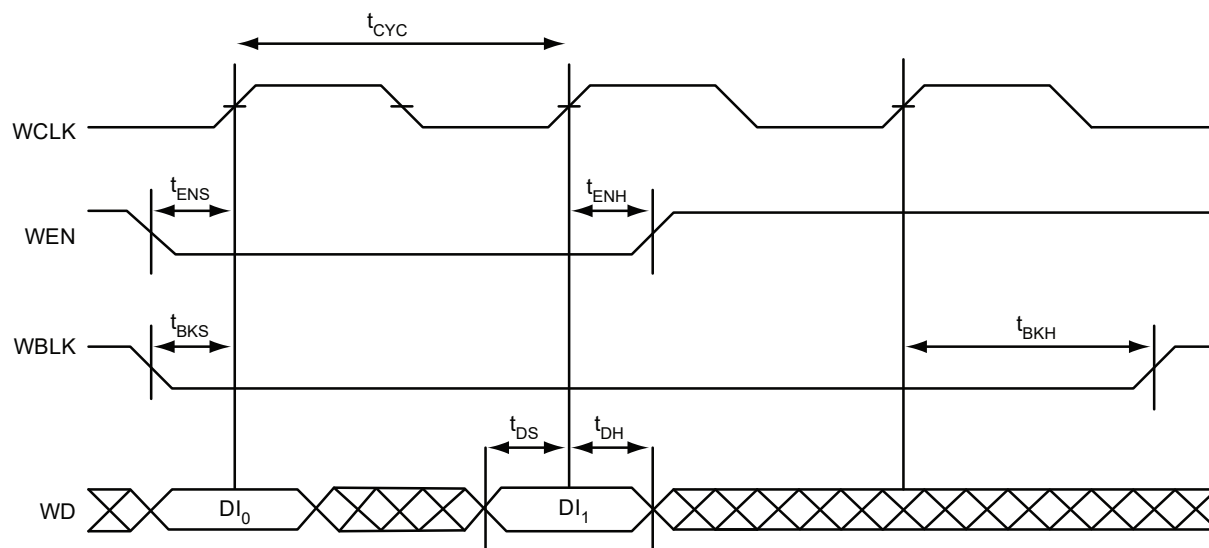 tCYC
WCLK
tENS
tENH
WEN
tBKS
tBKH
WBLK
tDS
tDH
WD
DI0
DI1